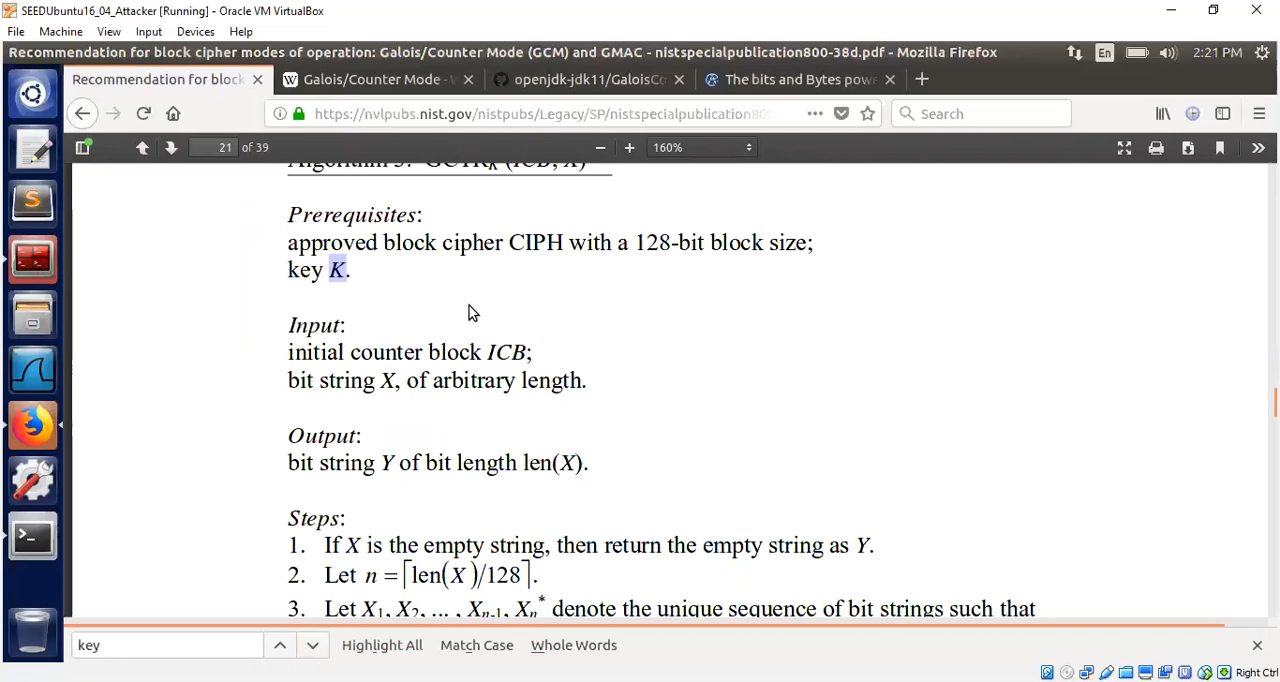 SEEDUbuntu16_04_Attacker [Running] - Oracle VM VirtualBox
File Machine View Input Devices Help
Recommendation for block cipher modes of operation: Galois/Counter Mode (GCM) and GMAC - nistspecialpublication800-38d.pdf - Mozilla Firefox
En
2:21 PM
Recommendation for block
Galois/Counter Mode - W
openjdk-jdk11/GaloisCo
The bits and Bytes pow
https://nvlpubs.nist.gov/nistpubs/Legacy/SP/nistspecialpublication80
Search
21 of 39
160%
Algorithm 3: GCTRK (ICB, X)
Prerequisites:
approved block cipher CIPH with a 128-bit block size;
key K.
Input:
initial counter block ICB;
bit string X, of arbitrary length.
Output:
bit string Y of bit length len(X).
Steps:
1. If X is the empty string, then return the empty string as Y.
2. Let n = ⌈len(X)/128⌉.
3. Let X1, X2, ... , Xn-1, Xn* denote the unique sequence of bit strings such that
key
Highlight All Match Case Whole Words
Right Ctrl